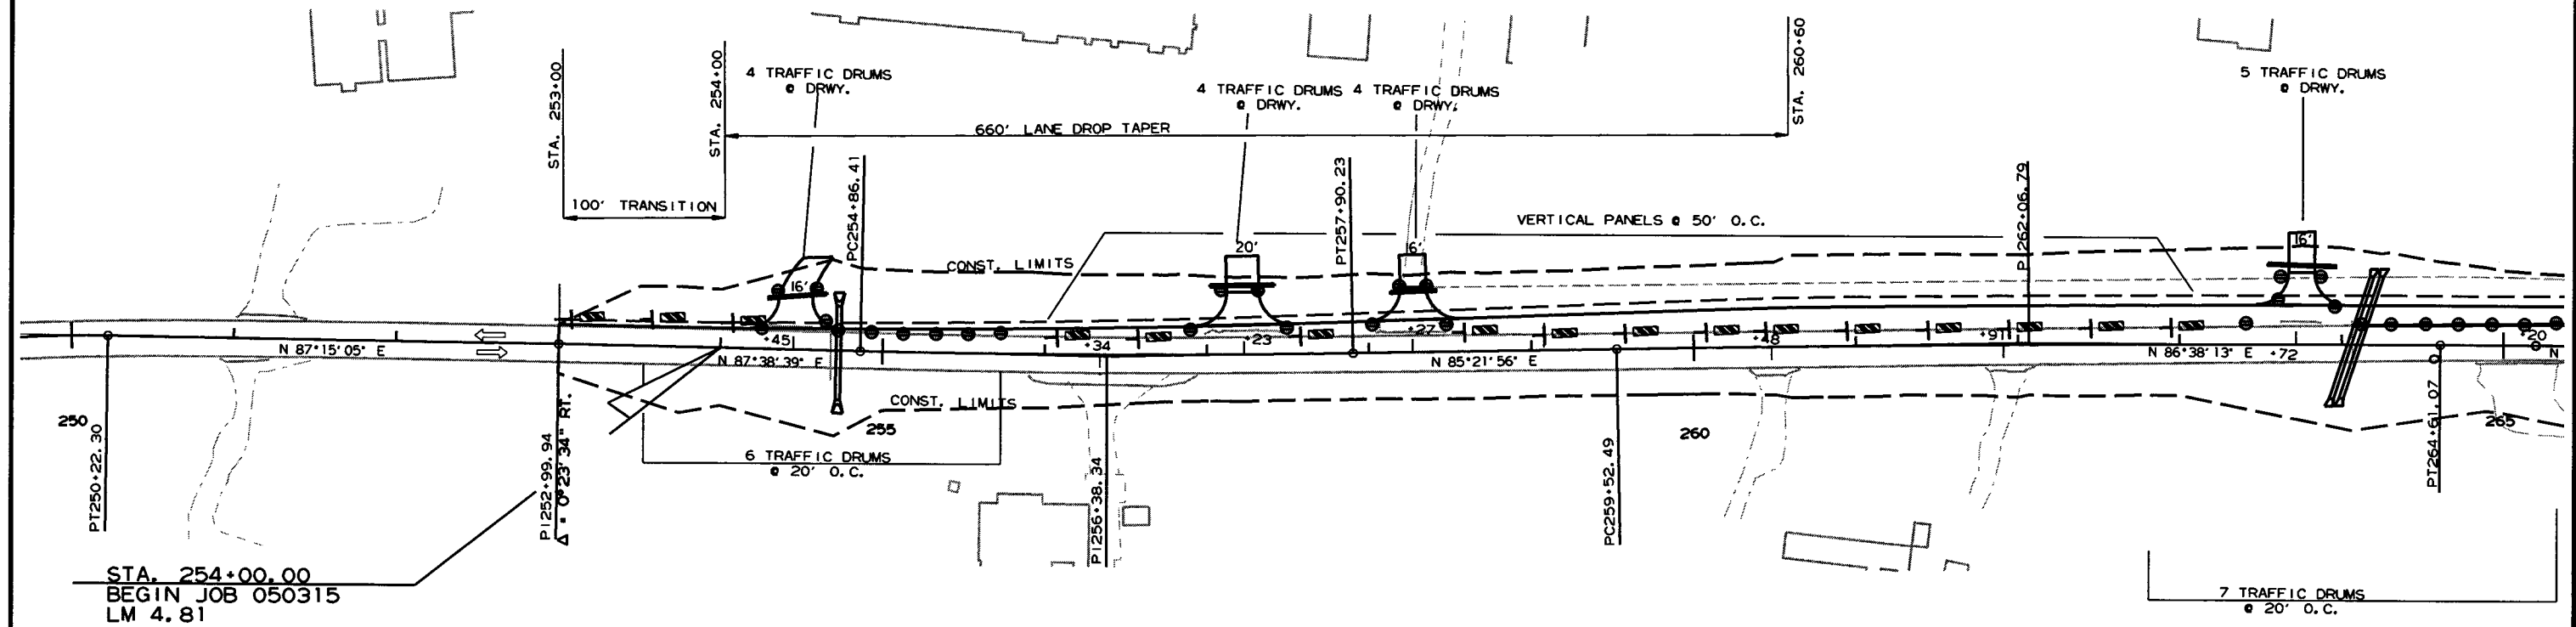 STA. 253+00
STA. 254+00
4 TRAFFIC DRUMS
@ DRWY.
4 TRAFFIC DRUMS
@ DRWY.
4 TRAFFIC DRUMS
@ DRWY.
STA. 260+60
5 TRAFFIC DRUMS
@ DRWY.
660' LANE DROP TAPER
100' TRANSITION
PC254+86.41
PT257+90.23
VERTICAL PANELS @ 50' O.C.
PI262+06.79
CONST. LIMITS
16'
20'
6'
16'
+45
+34
+23
+27
+48
+91
+72
+20
N 87°15'05" E
N 87°38'39" E
N 85°21'56" E
N 86°38'13" E
N
CONST. LIMITS
250
255
260
265
PT250+22.30
PI252+99.94
Δ = 0°23'34" RT.
6 TRAFFIC DRUMS
@ 20' O.C.
PI256+38.34
PC259+52.49
PT264+61.07
STA. 254+00.00
BEGIN JOB 050315
LM 4.81
7 TRAFFIC DRUMS
@ 20' O.C.